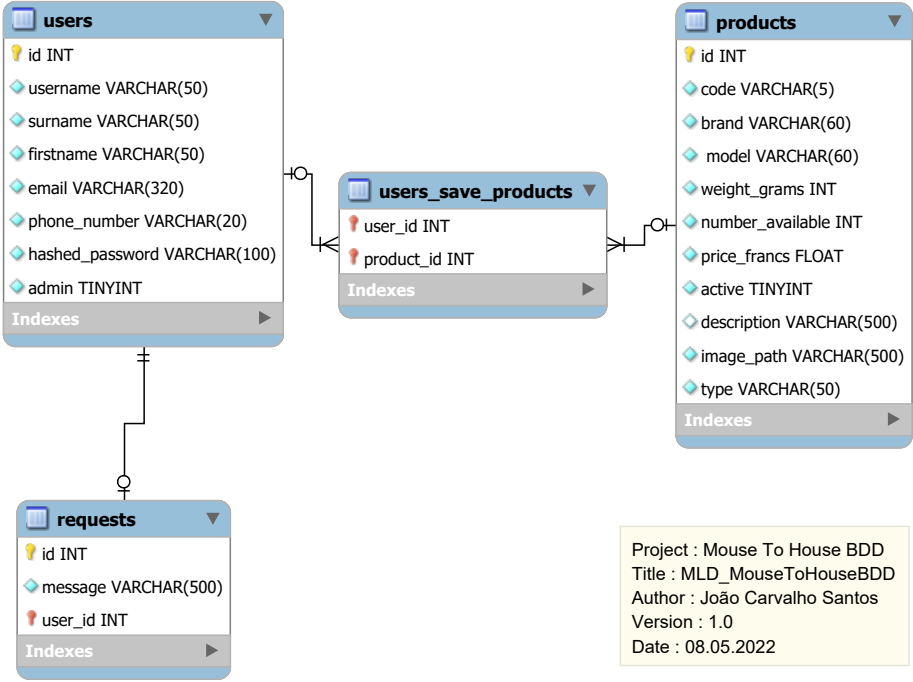 users
id INT
username VARCHAR(50)
surname VARCHAR(50)
firstname VARCHAR(50)
email VARCHAR(320)
phone_number VARCHAR(20)
hashed_password VARCHAR(100)
admin TINYINT
Indexes
users_save_products
user_id INT
product_id INT
Indexes
products
id INT
code VARCHAR(5)
brand VARCHAR(60)
model VARCHAR(60)
weight_grams INT
number_available INT
price_francs FLOAT
active TINYINT
description VARCHAR(500)
image_path VARCHAR(500)
type VARCHAR(50)
Indexes
requests
id INT
message VARCHAR(500)
user_id INT
Indexes
Project : Mouse To House BDD
Title : MLD_MouseToHouseBDD
Author : João Carvalho Santos
Version : 1.0
Date : 08.05.2022